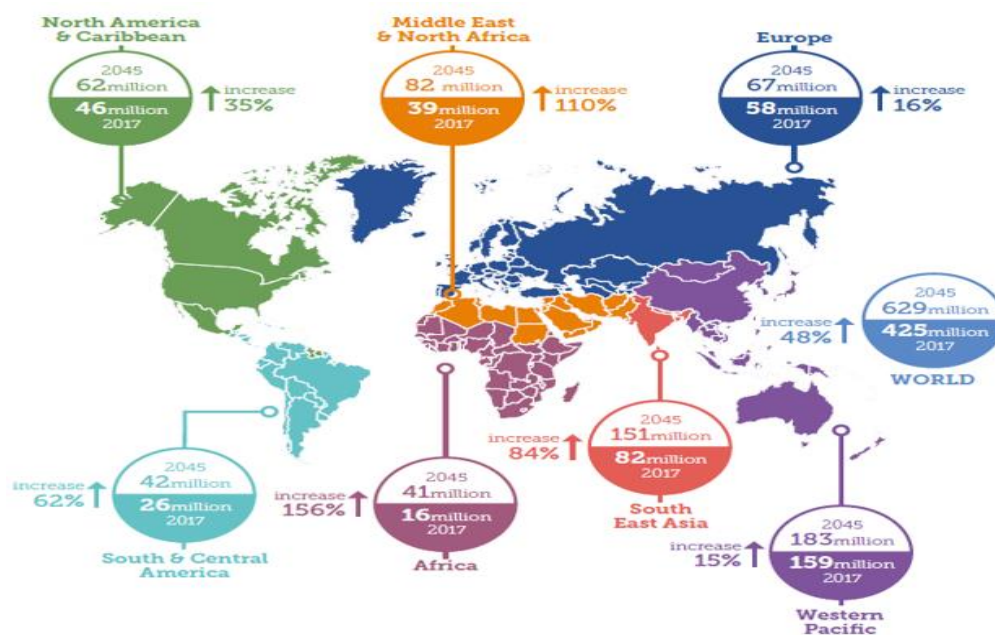 North America
& Caribbean
2045
62million
46million
2017
increase
35%
Middle East
& North Africa
2045
82 million
39million
2017
increase
110%
Europe
2045
67million
58million
2017
increase
16%
2045
629million
425million
2017
WORLD
increase
48%
2045
42million
26million
2017
South & Central
America
increase
62%
2045
41million
16million
2017
Africa
increase
156%
2045
151million
82million
2017
South
East Asia
increase
84%
2045
183million
159million
2017
Western
Pacific
increase
15%